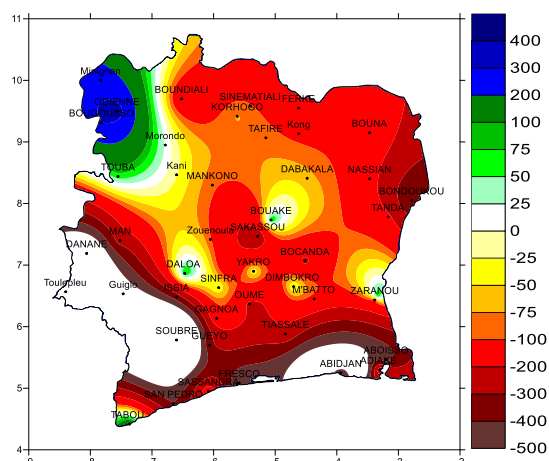 11
10
9
8
7
6
5
4
BOUNDIALI
SINEMATIALI
FERKE
KORHOGO
TAFIRE
Kong
BOUNA
ODIENNE
Morondo
TOUBA
Kani
MANKONO
DABAKALA
NASSIAN
BONDOUKOU
TANDA
BOUAKE
SAKASSOU
Zouenoula
MAN
DANANE
BOCANDA
DALOA
YAKRO
DIMBOKRO
M'BATTO
ZARANOU
SINFRA
Toulepleu
Guiglo
ISSIA
OUME
GAGNOA
TIASSALE
SOUBRE
GUEYO
ABOISSO
ADIAKE
ABIDJAN
FRESCO
SASSANDRA
SAN PEDRO
TABOU
400
300
200
100
75
50
25
0
-25
-50
-75
-100
-200
-300
-400
-500